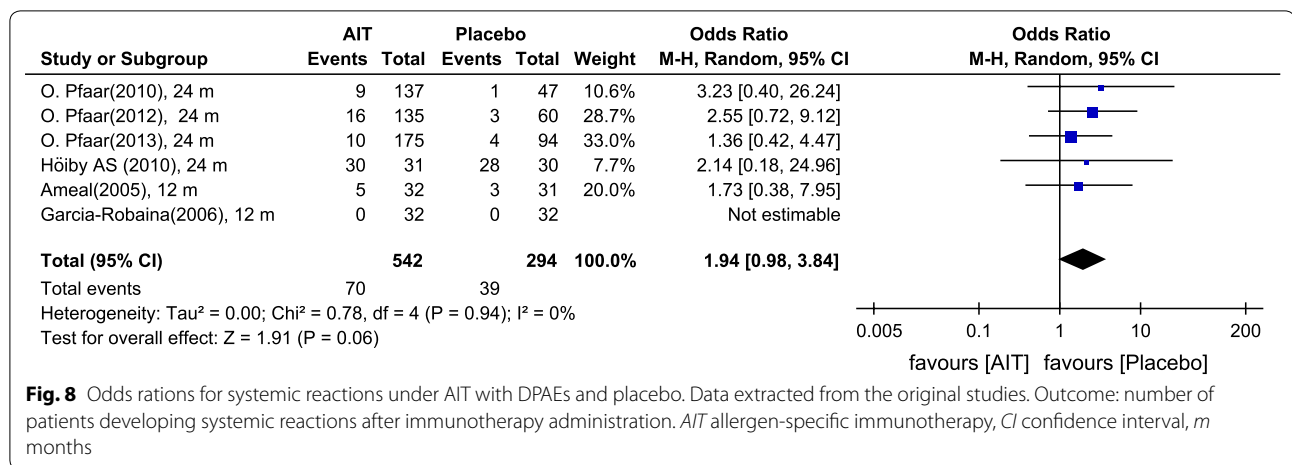 AIT Placebo Odds Ratio Odds Ratio
Study or Subgroup Events Total Events Total Weight M-H, Random, 95% CI M-H, Random, 95% CI
O. Pfaar(2010), 24 m 9 137 1 47 10.6% 3.23 [0.40, 26.24]
O. Pfaar(2012), 24 m 16 135 3 60 28.7% 2.55 [0.72, 9.12]
O. Pfaar(2013), 24 m 10 175 4 94 33.0% 1.36 [0.42, 4.47]
Höiby AS (2010), 24 m 30 31 28 30 7.7% 2.14 [0.18, 24.96]
Ameal(2005), 12 m 5 32 3 31 20.0% 1.73 [0.38, 7.95]
Garcia-Robaina(2006), 12 m 0 32 0 32 Not estimable
Total (95% CI) 542 294 100.0% 1.94 [0.98, 3.84]
Total events 70 39
Heterogeneity: Tau² = 0.00; Chi² = 0.78, df = 4 (P = 0.94); I² = 0%
Test for overall effect: Z = 1.91 (P = 0.06)
0.005 0.1 1 10 200
favours [AIT] favours [Placebo]
Fig. 8 Odds rations for systemic reactions under AIT with DPAEs and placebo. Data extracted from the original studies. Outcome: number of
patients developing systemic reactions after immunotherapy administration. AIT allergen-specific immunotherapy, CI confidence interval, m
months